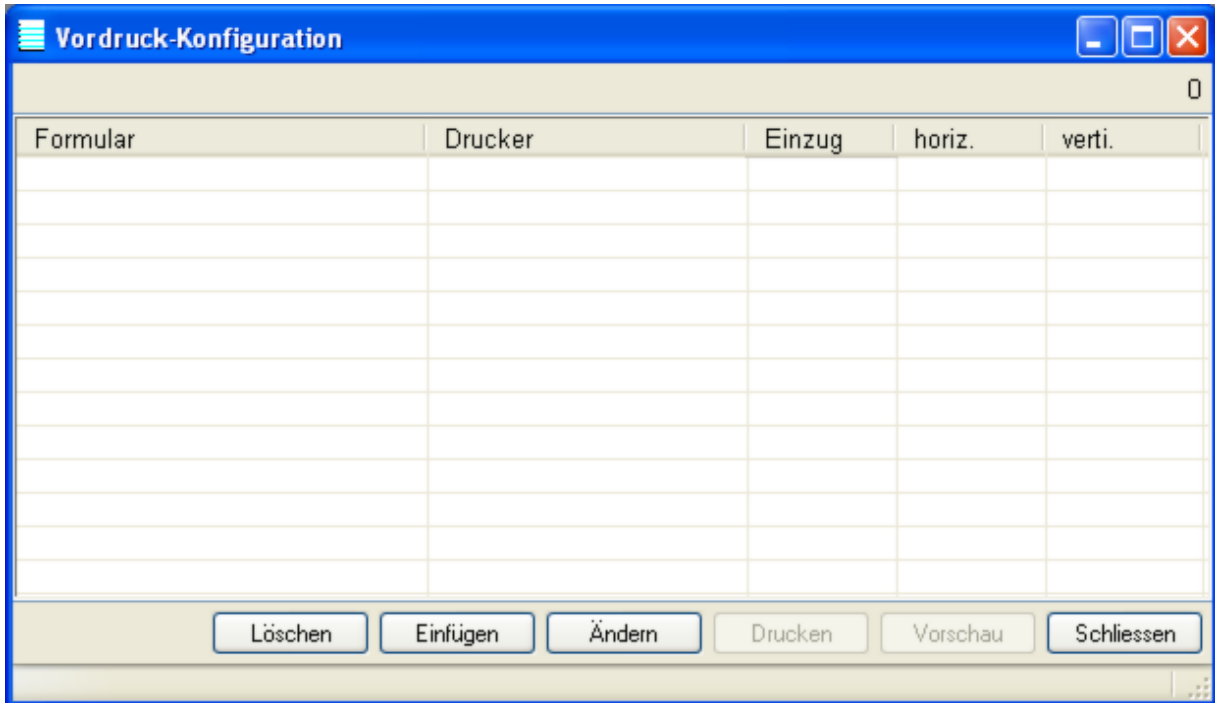 Vordruck-Konfiguration
0
Formular Drucker Einzug horiz. verti.
Löschen Einfügen Ändern Drucken Vorschau Schliessen